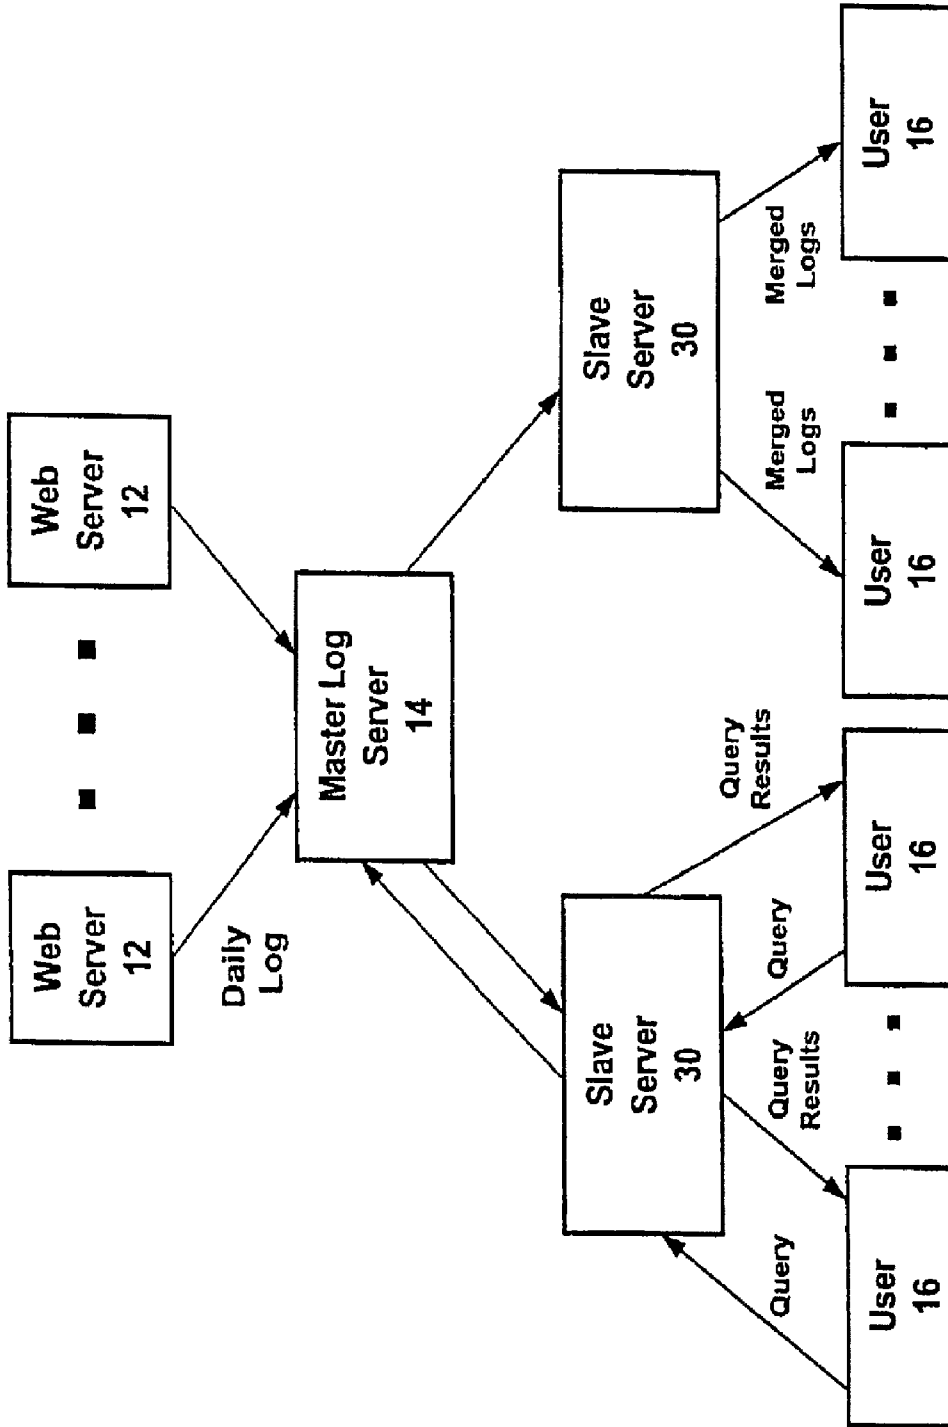 Web
Server
12
Web
Server
12
Daily
Log
Master Log
Server
14
Slave
Server
30
Slave
Server
30
Query
Query
Results
Query
Query
Results
Merged
Logs
Merged
Logs
User
16
User
16
User
16
User
16